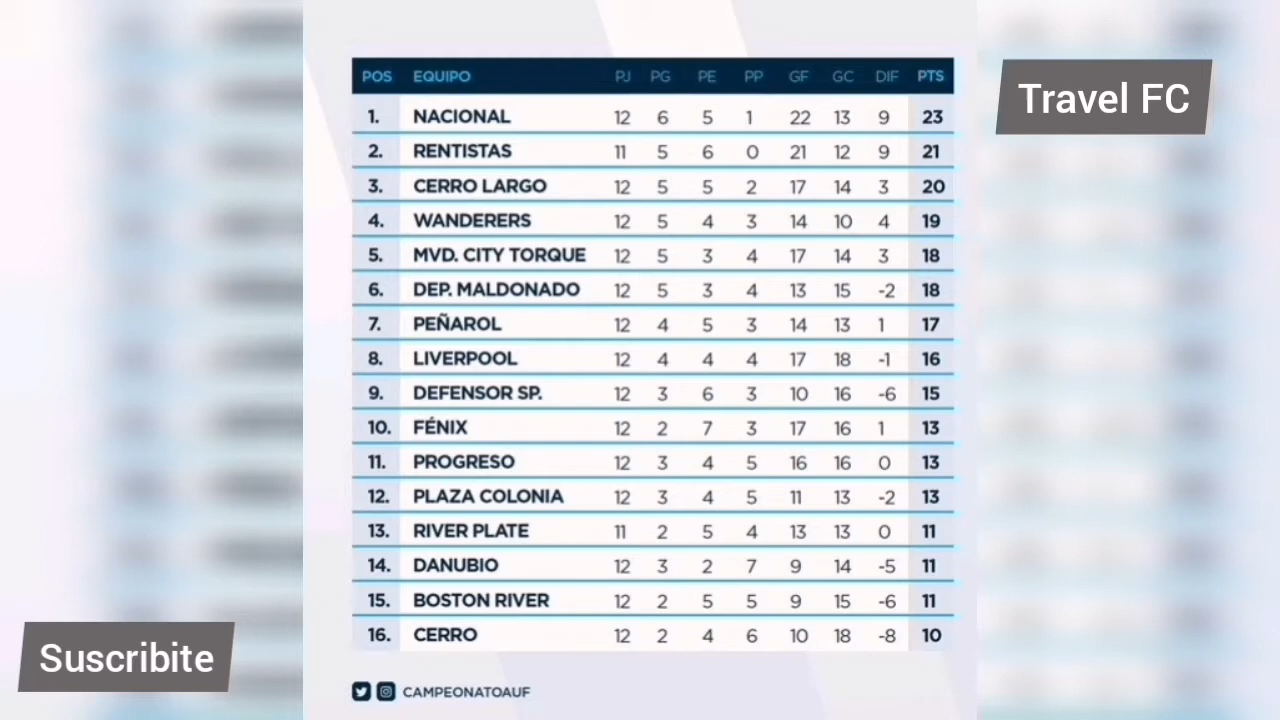 POS EQUIPO PJ PG PE PP GF GC DIF PTS
1. NACIONAL 12 6 5 1 22 13 9 23
2. RENTISTAS 11 5 6 0 21 12 9 21
3. CERRO LARGO 12 5 5 2 17 14 3 20
4. WANDERERS 12 5 4 3 14 10 4 19
5. MVD. CITY TORQUE 12 5 3 4 17 14 3 18
6. DEP. MALDONADO 12 5 3 4 13 15 -2 18
7. PEÑAROL 12 4 5 3 14 13 1 17
8. LIVERPOOL 12 4 4 4 17 18 -1 16
9. DEFENSOR SP. 12 3 6 3 10 16 -6 15
10. FÉNIX 12 2 7 3 17 16 1 13
11. PROGRESO 12 3 4 5 16 16 0 13
12. PLAZA COLONIA 12 3 4 5 11 13 -2 13
13. RIVER PLATE 11 2 5 4 13 13 0 11
14. DANUBIO 12 3 2 7 9 14 -5 11
15. BOSTON RIVER 12 2 5 5 9 15 -6 11
16. CERRO 12 2 4 6 10 18 -8 10
CAMPEONATOAUF
Travel FC
Suscribite